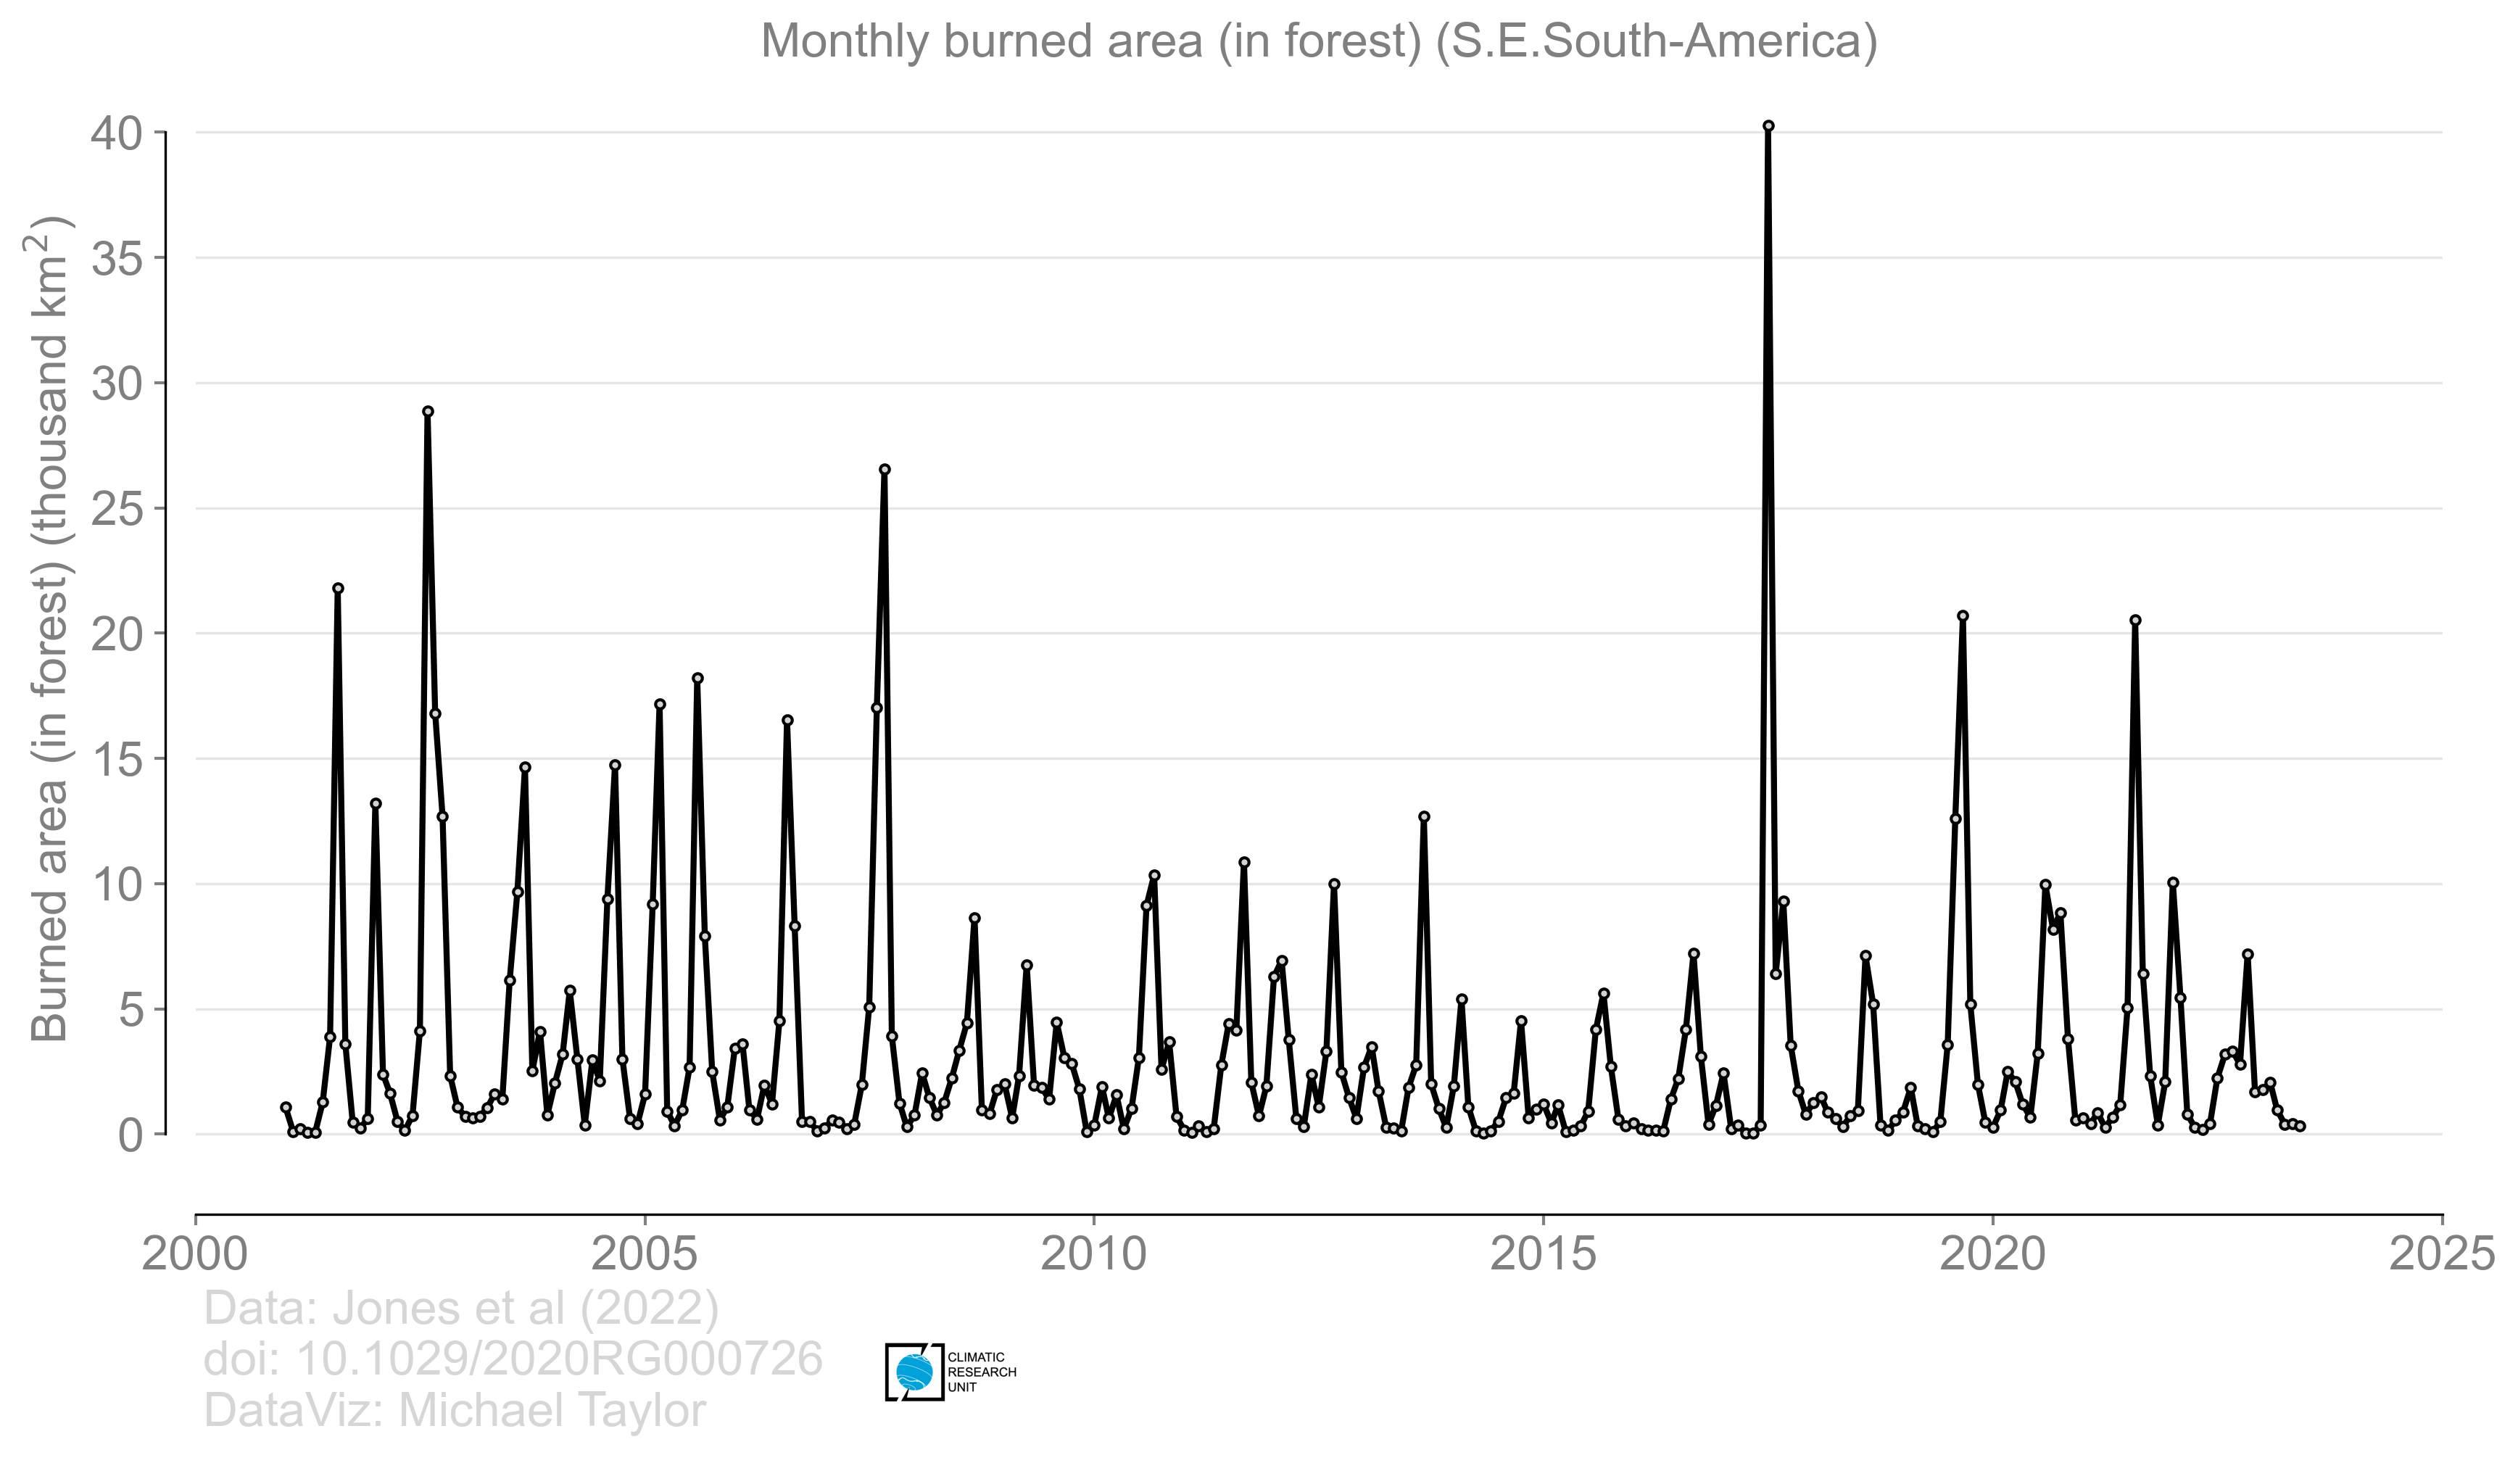 Monthly burned area (in forest) (S.E.South-America)
Burned area (in forest) (thousand km²)
40
35
30
25
20
15
10
5
0
2000 2005 2010 2015 2020 2025
Data: Jones et al (2022)
doi: 10.1029/2020RG000726
DataViz: Michael Taylor
CLIMATIC
RESEARCH
UNIT